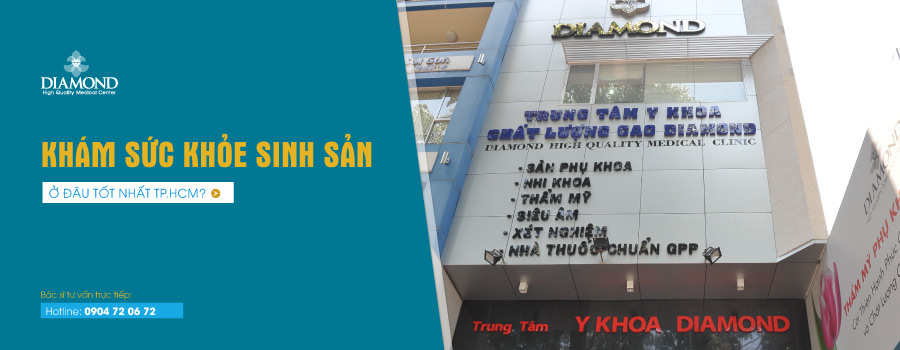 DIAMOND
High Quality Medical Center
KHÁM SỨC KHỎE SINH SẢN
Ở ĐÂU TỐT NHẤT TP.HCM?
Bác sĩ tư vấn trực tiếp:
Hotline: 0904 72 06 72
DIAMOND
TRUNG TÂM Y KHOA
CHẤT LƯỢNG CAO DIAMOND
DIAMOND HIGH QUALITY MEDICAL CLINIC
- SẢN PHỤ KHOA
- NHI KHOA
- THẨM MỸ
- SIÊU ÂM
- XÉT NGHIỆM
NHÀ THUỐC CHUẨN GPP
Trung Tâm Y KHOA DIAMOND
THẨM MỸ PHỤ